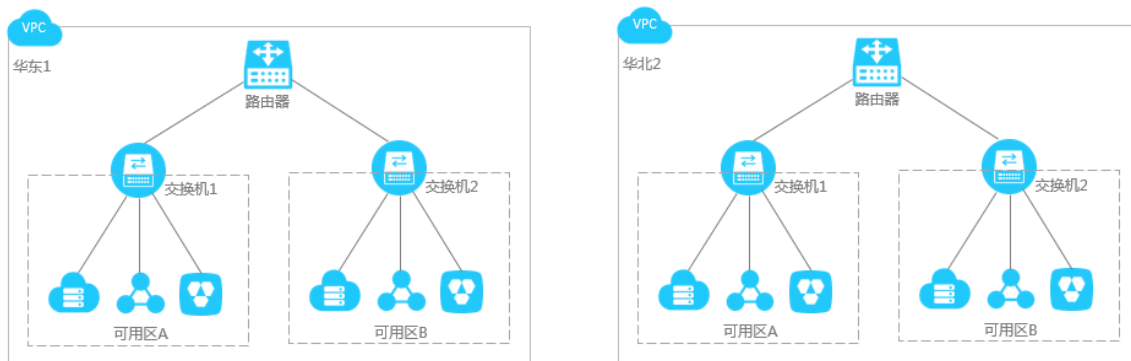 VPC
华东1
路由器
交换机1
交换机2
可用区A
可用区B
VPC
华北2
路由器
交换机1
交换机2
可用区A
可用区B